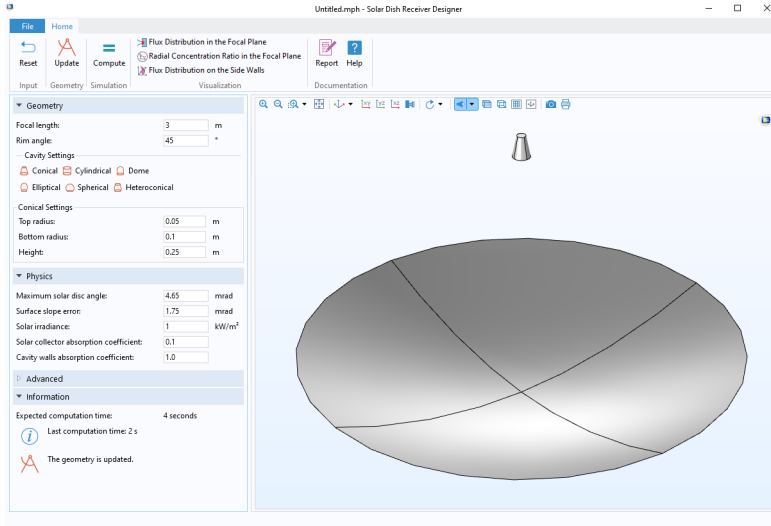 Untitled.mph - Solar Dish Receiver Designer
File Home
Reset Update Compute
Flux Distribution in the Focal Plane
Radial Concentration Ratio in the Focal Plane
Flux Distribution on the Side Walls
Report Help
Input Geometry Simulation Visualization Documentation
Geometry
Focal length: 3 m
Rim angle: 45 °
Cavity Settings
Conical Cylindrical Dome
Elliptical Spherical Heteroconical
Conical Settings
Top radius: 0.05 m
Bottom radius: 0.1 m
Height: 0.25 m
Physics
Maximum solar disc angle: 4.65 mrad
Surface slope error: 1.75 mrad
Solar irradiance: 1 kW/m²
Solar collector absorption coefficient: 0.1
Cavity walls absorption coefficient: 1.0
Advanced
Information
Expected computation time: 4 seconds
Last computation time: 2 s
The geometry is updated.